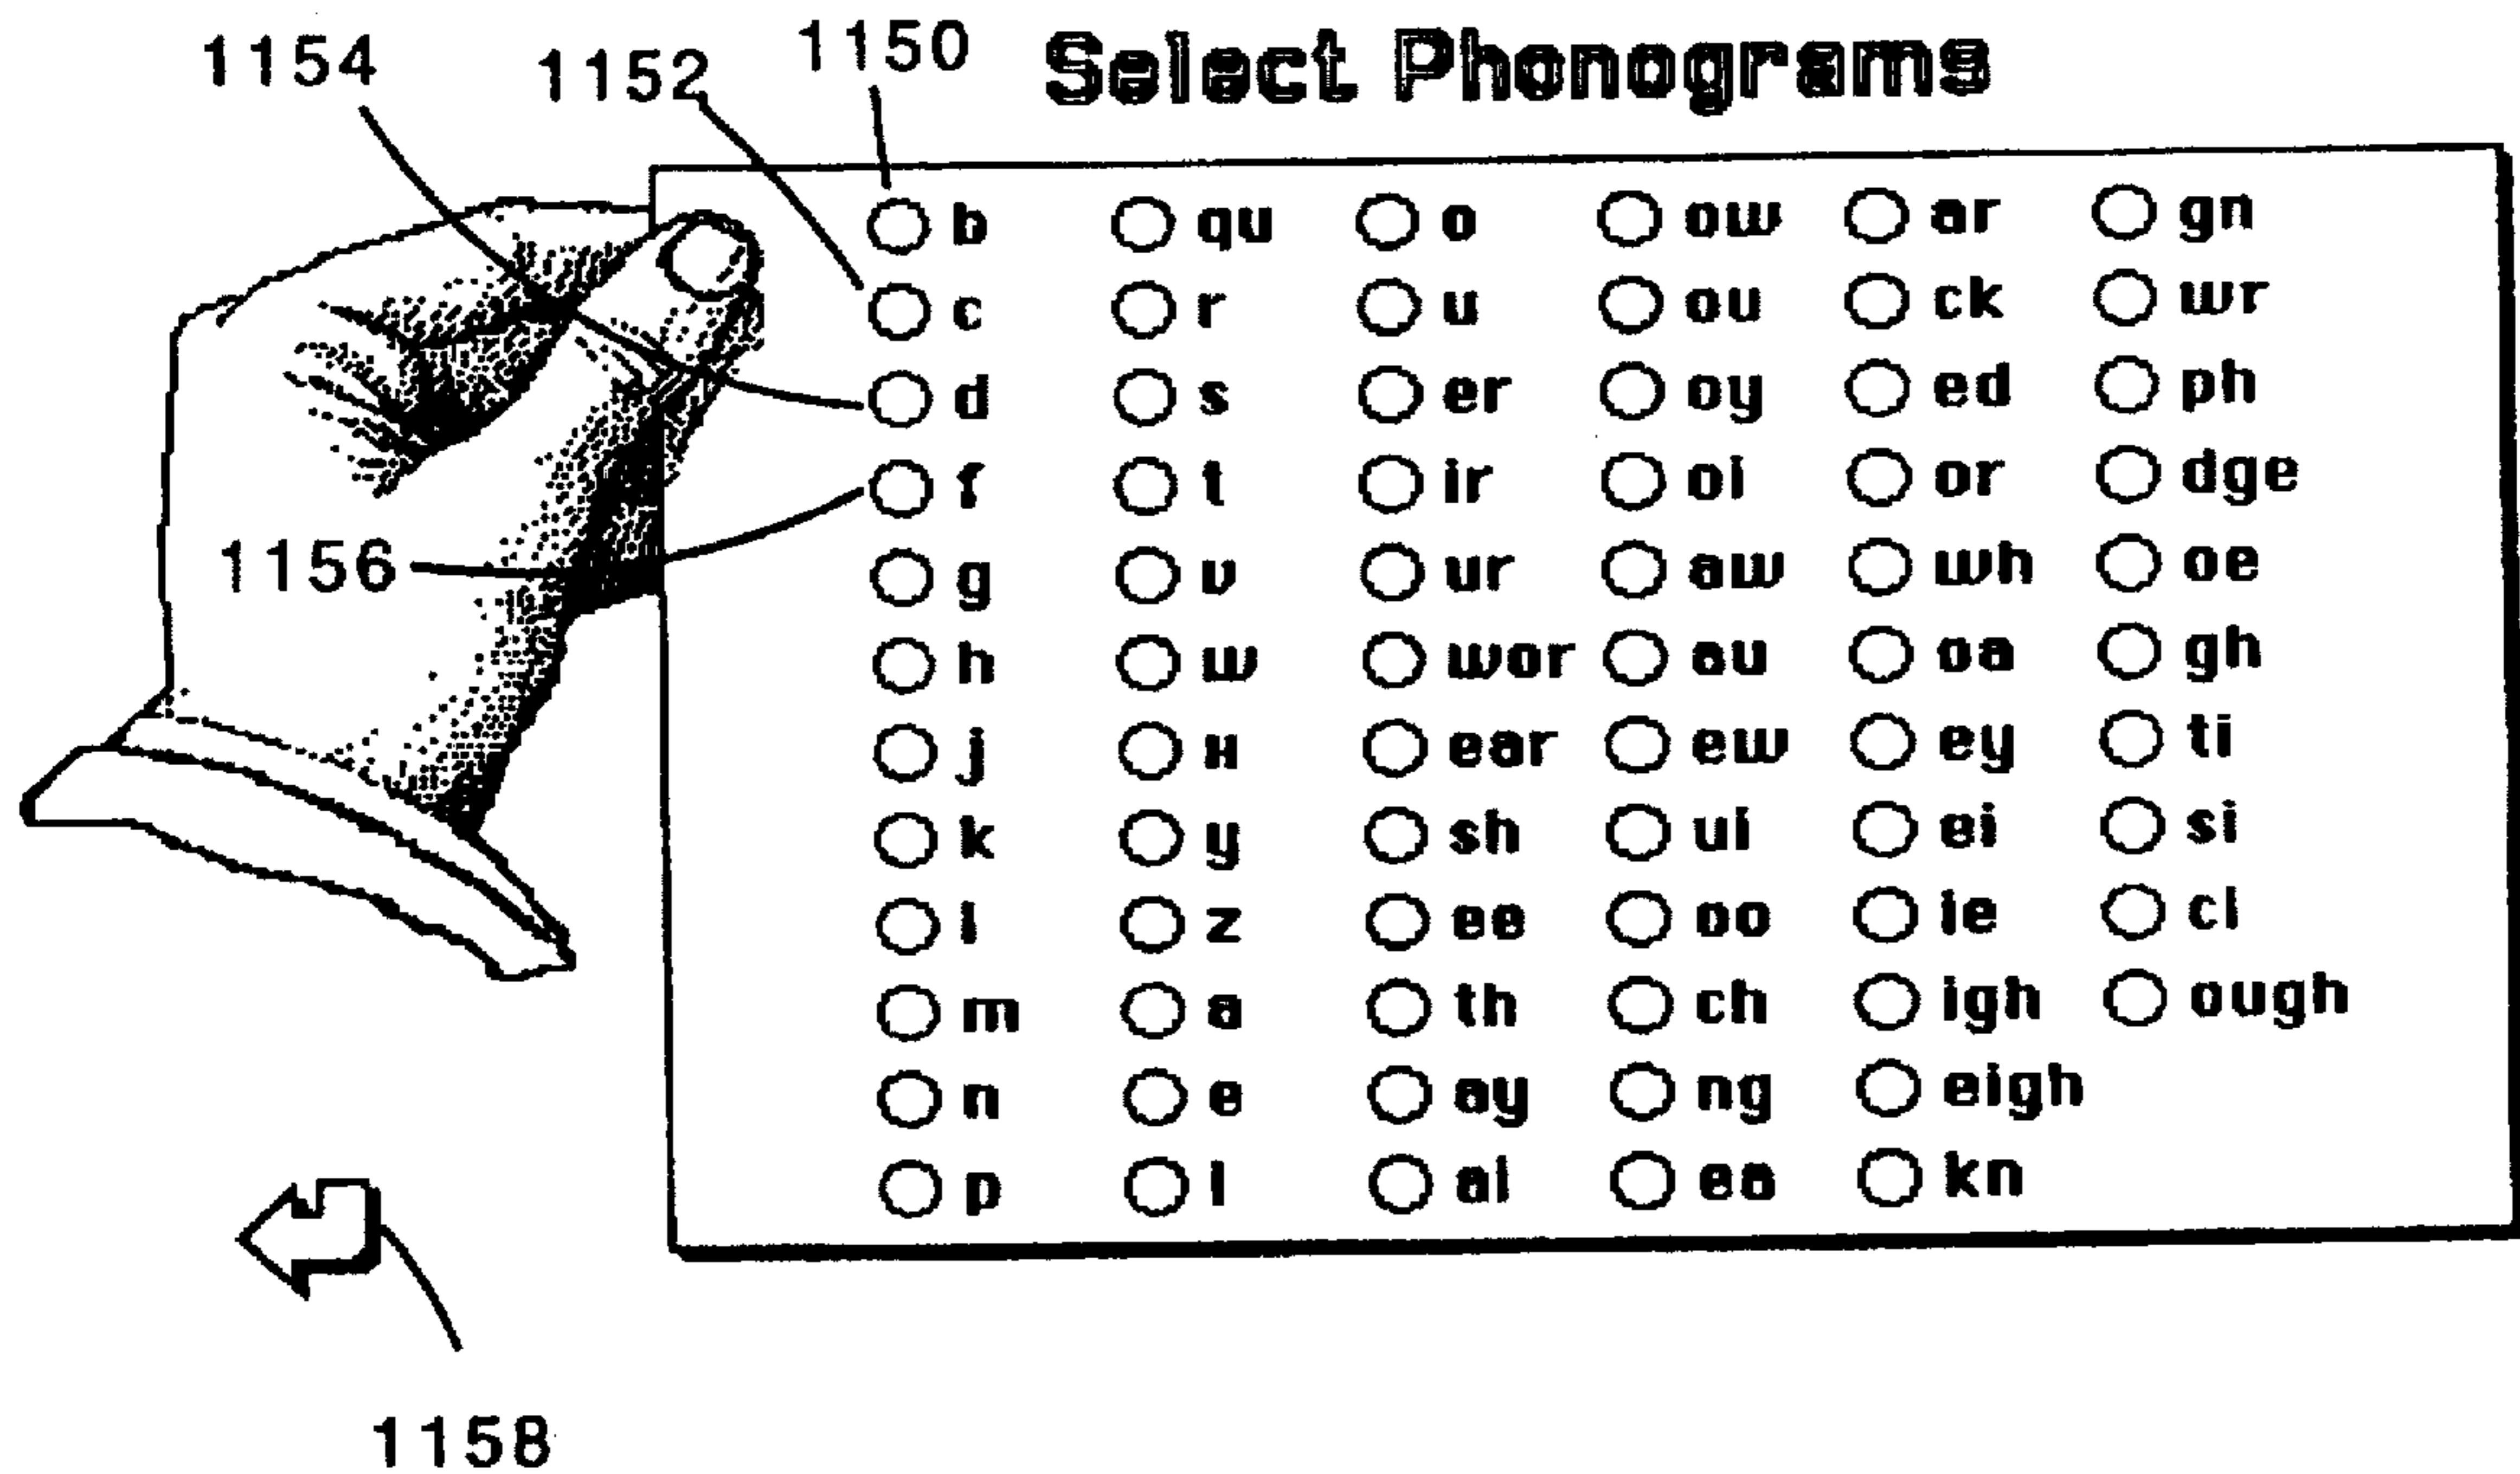 1154 1152 1150 Select Phonograms
b qu o ow ar gn
c r u ou ck wr
d s er oy ed ph
f t ir oi or dge
1156 g v ur aw wh oe
h w wor au oa gh
j x ear ew ey ti
k y sh ui ei si
l z ee oo ie ci
m a th ch igh ough
n e ay ng eigh
p i ai ea kn
1158